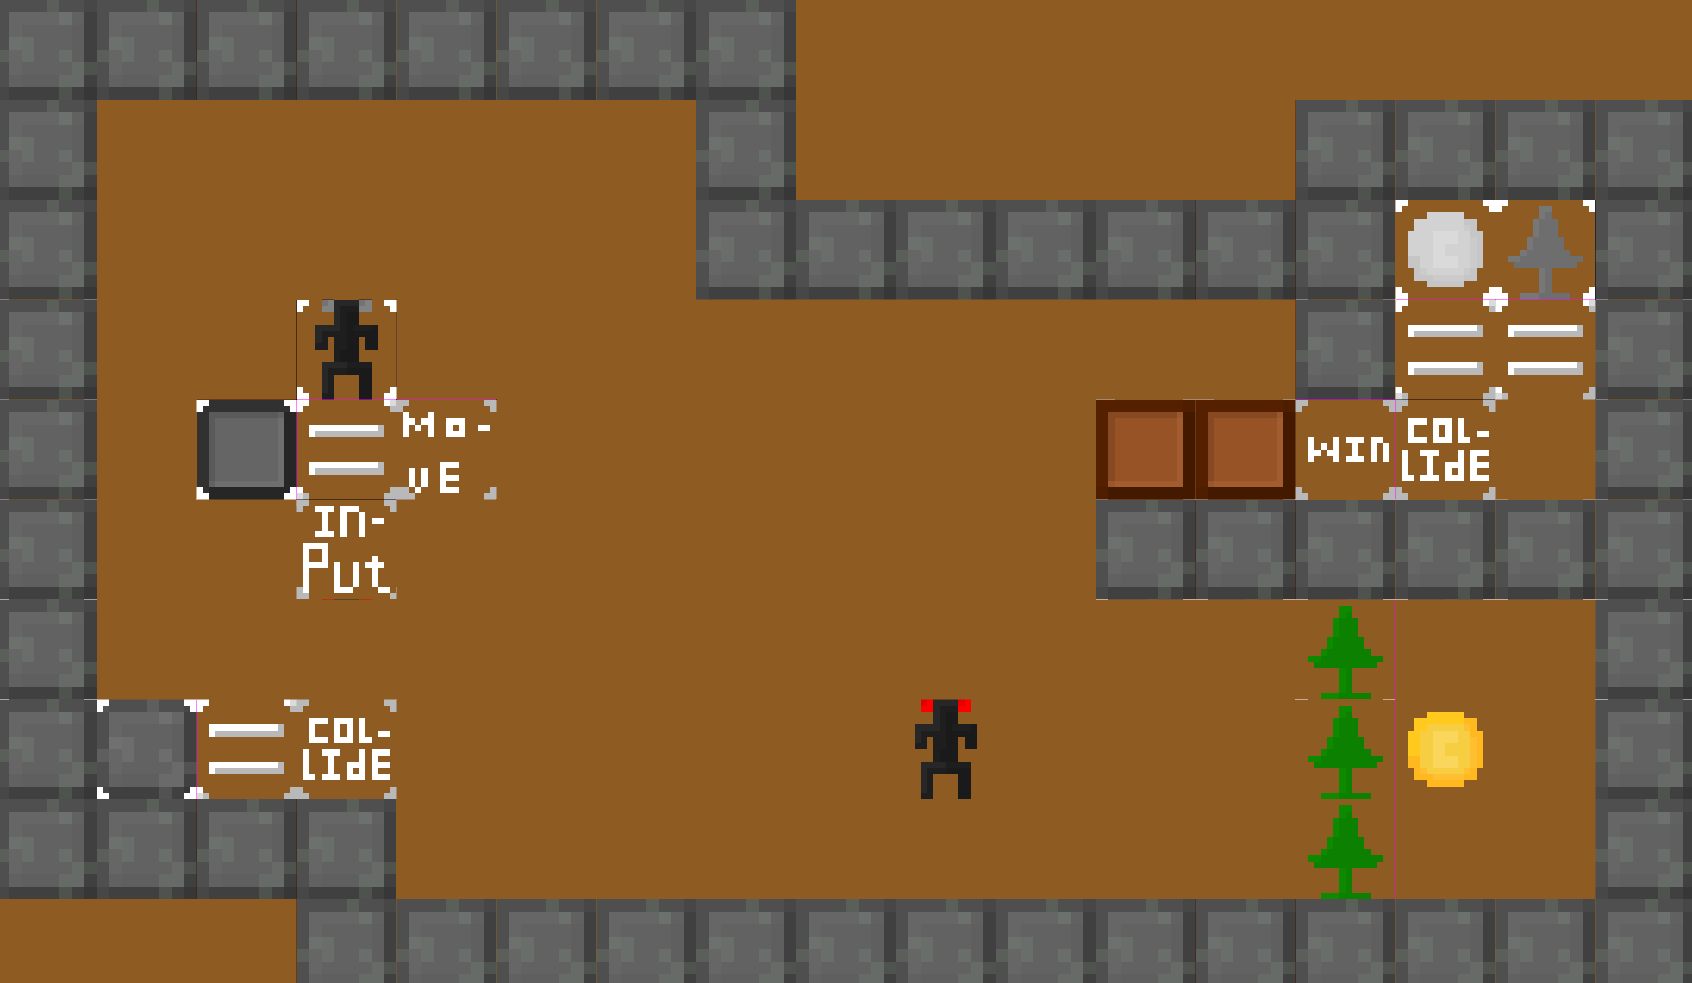 Mo-
vE
WIn
COL-
lIdE
In-
Put
COL-
lIdE